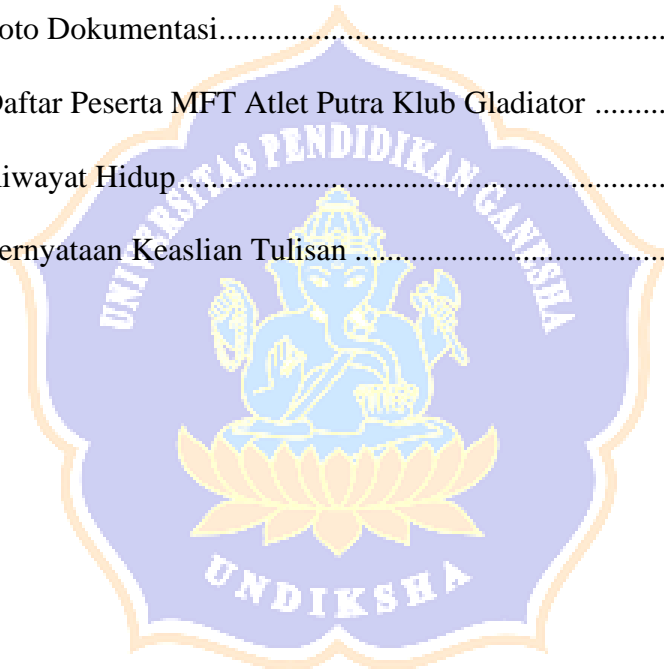 oto Dokumentasi............................................
Daftar Peserta MFT Atlet Putra Klub Gladiator .........
iwayat Hidup.................................................
ernyataan Keaslian Tulisan ...............................
UNIVERSITAS PENDIDIKAN GANESHA
UNDIKSHA